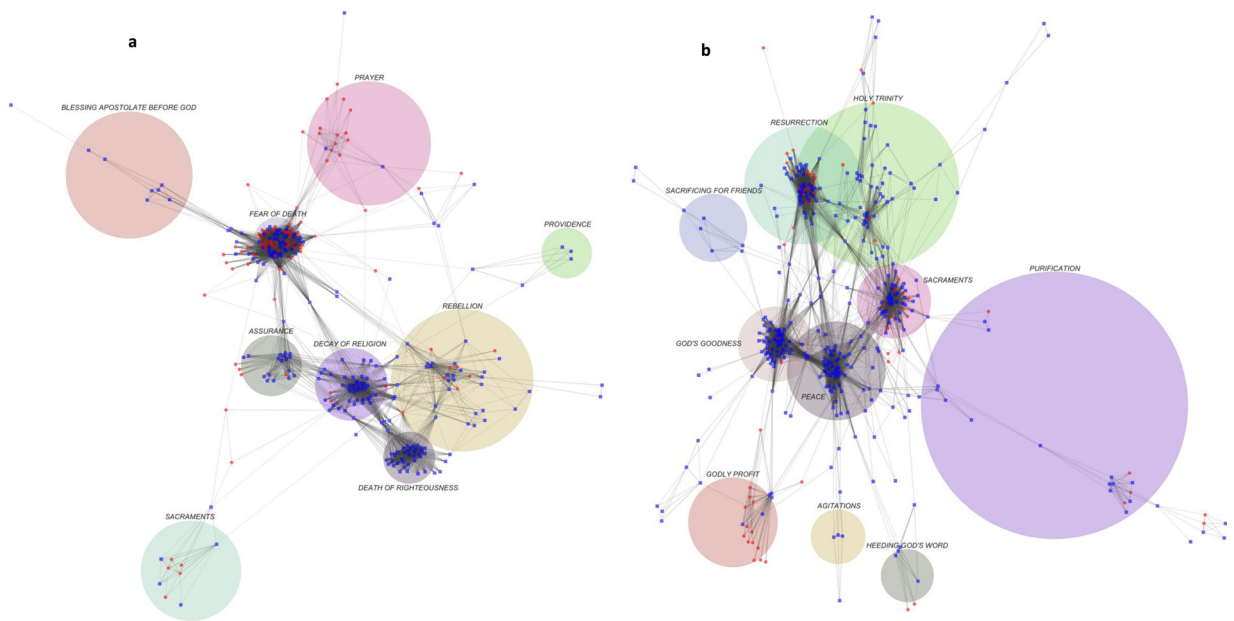 a
PRAYER
BLESSING APOSTOLATE BEFORE GOD
FEAR OF DEATH
PROVIDENCE
REBELLION
ASSURANCE
DECAY OF RELIGION
DEATH OF RIGHTEOUSNESS
SACRAMENTS
b
HOLY TRINITY
RESURRECTION
SACRIFICING FOR FRIENDS
PURIFICATION
SACRAMENTS
GOD'S GOODNESS
PEACE
GODLY PROFIT
AGITATIONS
HEEDING GOD'S WORD